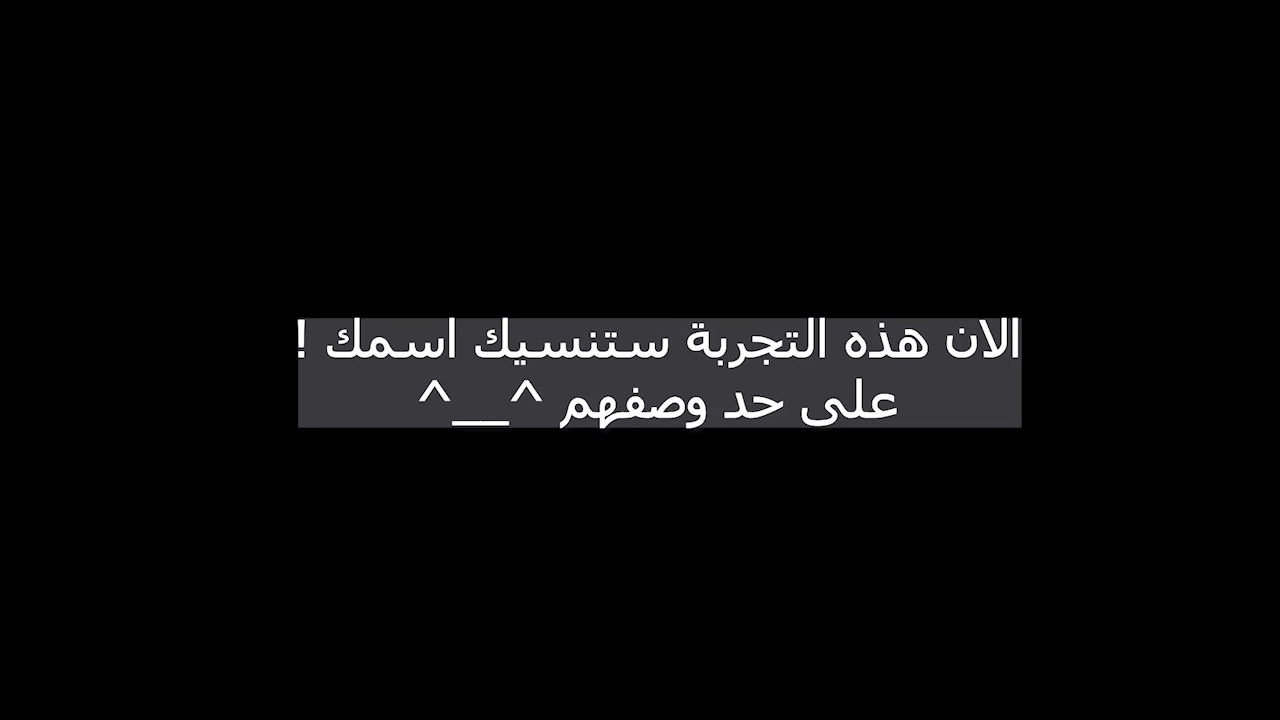 الان هذه التجربة ستنسيك اسمك !
على حد وصفهم ^__^